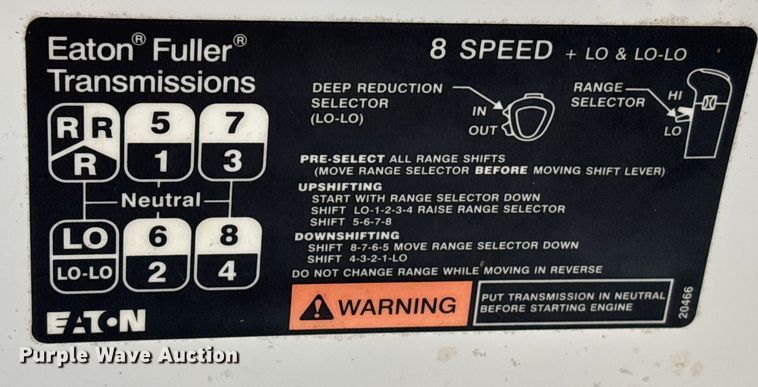 Eaton® Fuller®
Transmissions
8 SPEED + LO & LO-LO
R R 5 7
R 1 3
Neutral
LO 6 8
LO-LO 2 4
EATON
DEEP REDUCTION
SELECTOR
(LO-LO)
IN
OUT
RANGE
SELECTOR
HI
LO
PRE-SELECT ALL RANGE SHIFTS
(MOVE RANGE SELECTOR BEFORE MOVING SHIFT LEVER)
UPSHIFTING
START WITH RANGE SELECTOR DOWN
SHIFT LO-1-2-3-4 RAISE RANGE SELECTOR
SHIFT 5-6-7-8
DOWNSHIFTING
SHIFT 8-7-6-5 MOVE RANGE SELECTOR DOWN
SHIFT 4-3-2-1-LO
DO NOT CHANGE RANGE WHILE MOVING IN REVERSE
WARNING
PUT TRANSMISSION IN NEUTRAL
BEFORE STARTING ENGINE
20466
Purple Wave Auction